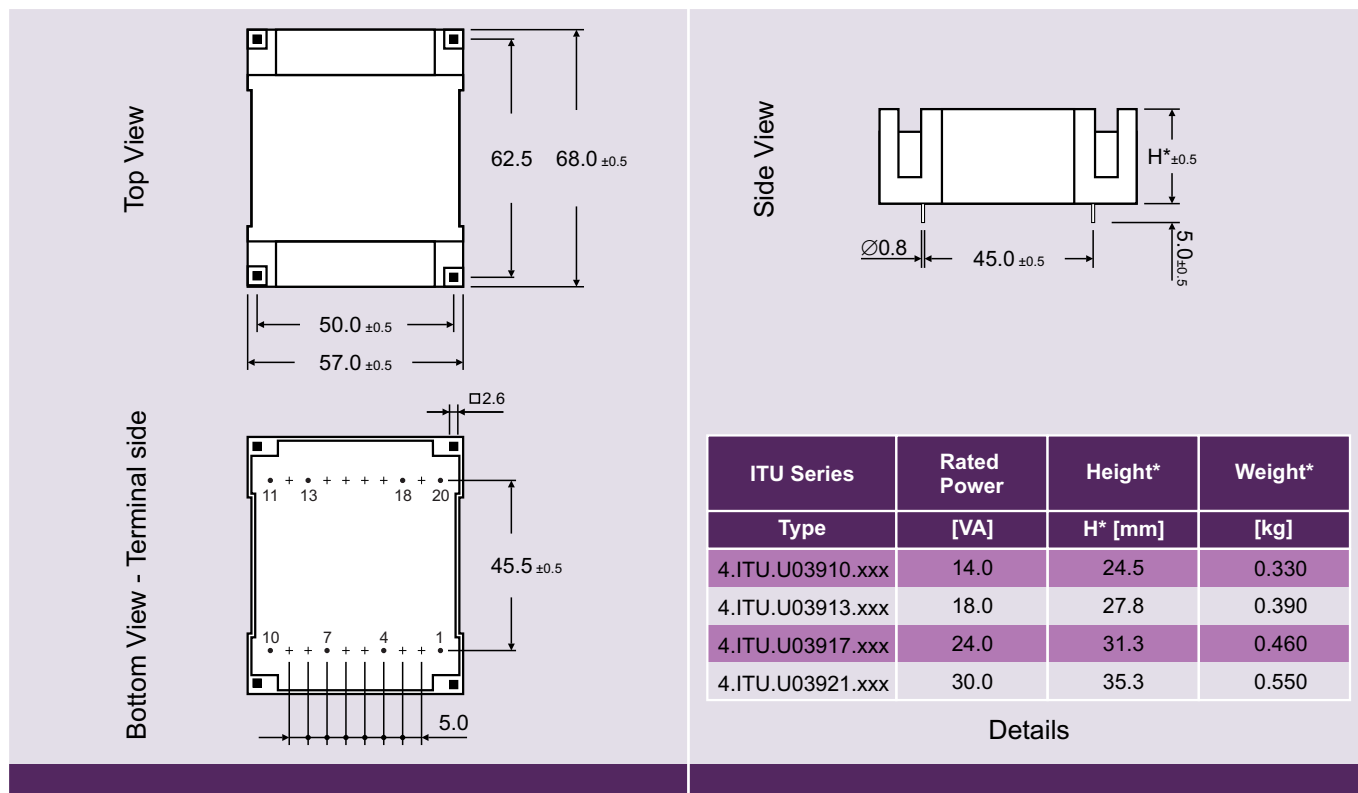 Top View
62.5
68.0 ±0.5
50.0 ±0.5
57.0 ±0.5
Side View
H*±0.5
∅0.8
45.0 ±0.5
5.0±0.5
Bottom View - Terminal side
□2.6
11 13 18 20
45.5 ±0.5
10 7 4 1
5.0
ITU Series Rated Power Height* Weight*
Type [VA] H* [mm] [kg]
4.ITU.U03910.xxx 14.0 24.5 0.330
4.ITU.U03913.xxx 18.0 27.8 0.390
4.ITU.U03917.xxx 24.0 31.3 0.460
4.ITU.U03921.xxx 30.0 35.3 0.550
Details